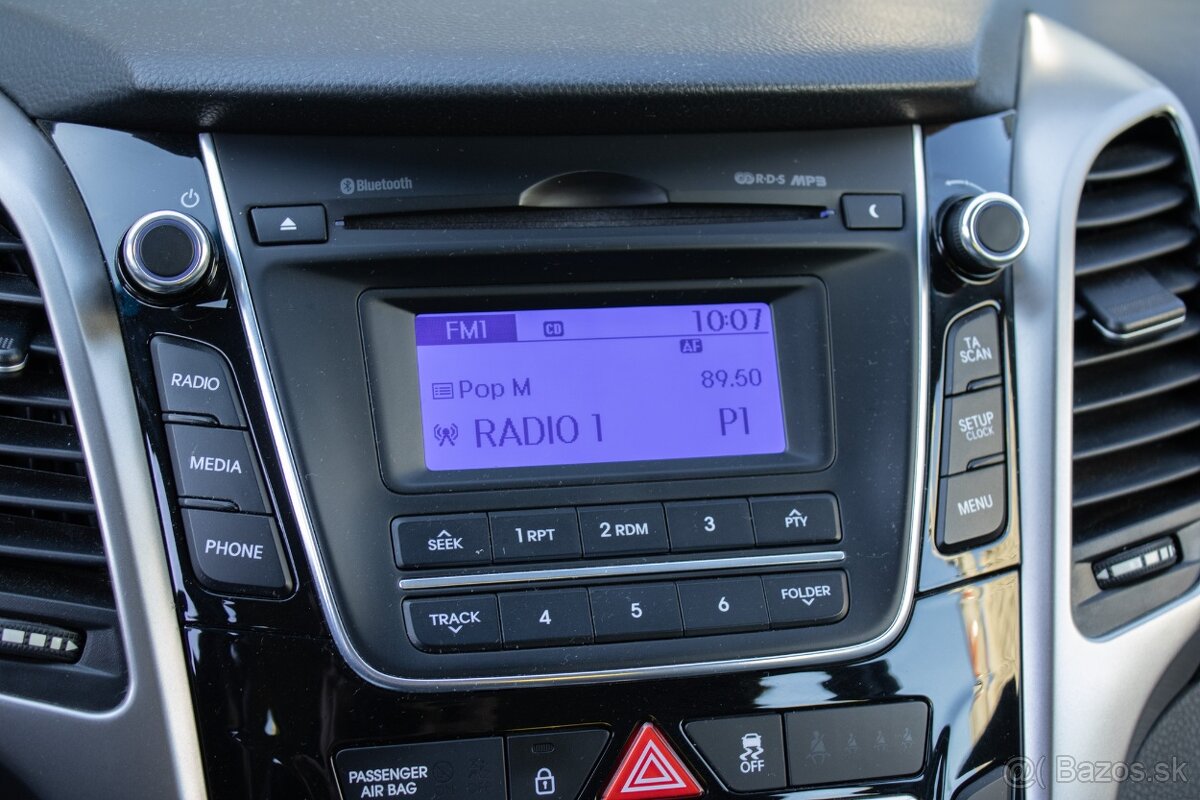 Bluetooth
R·D·S MP3
FM1 CD 10:07
AF
Pop M 89.50
RADIO 1 P1
RADIO
MEDIA
PHONE
TA
SCAN
SETUP
CLOCK
MENU
SEEK 1 RPT 2 RDM 3 PTY
TRACK 4 5 6 FOLDER
PASSENGER
AIR BAG
OFF
@( Bazos.sk